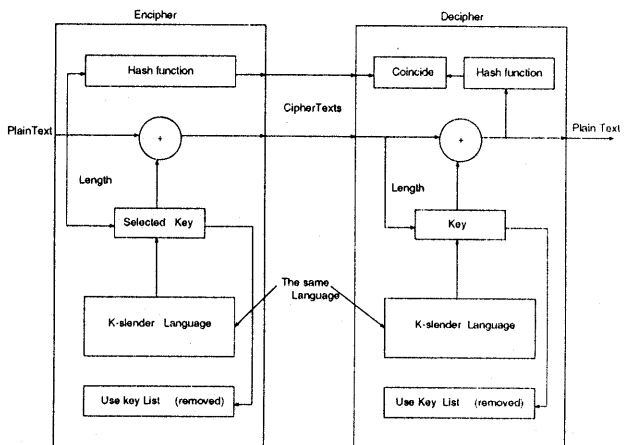 Encipher
Decipher
Hash function
Coincide
Hash function
CipherTexts
PlainText
+
+
Plain Text
Length
Length
Selected Key
Key
The same
Language
K-slender Language
K-slender Language
Use key List (removed)
Use Key List (removed)